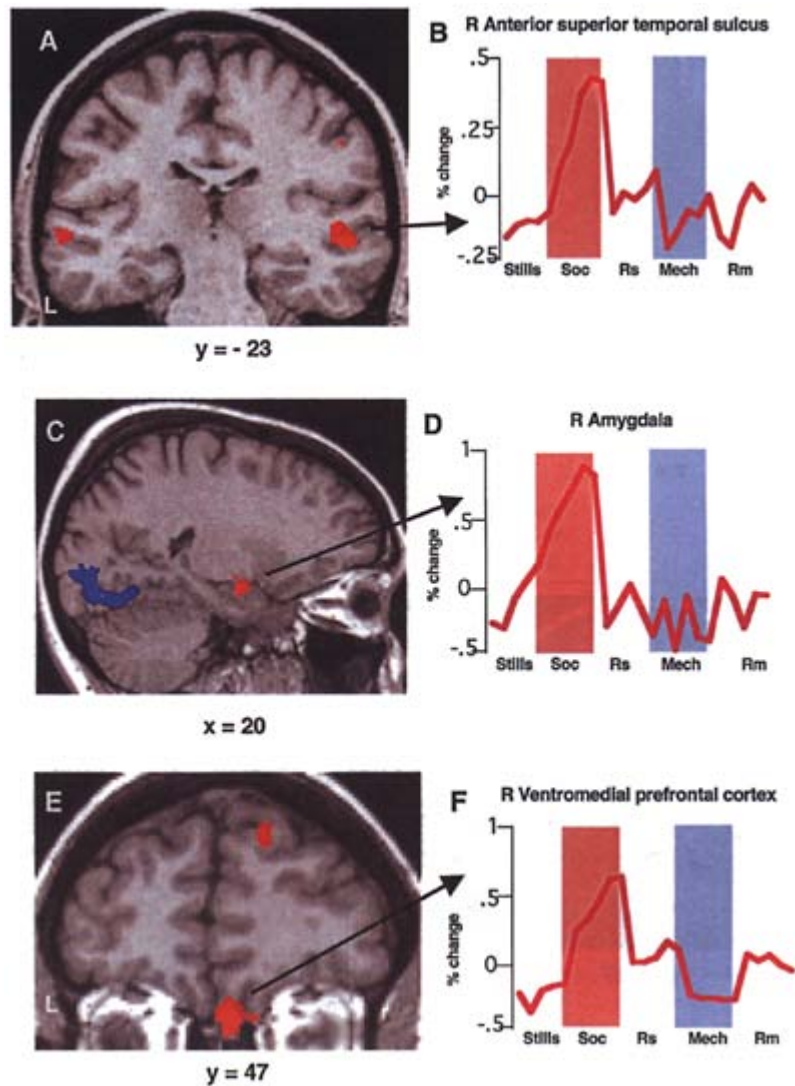 A
L
y = - 23
B
R Anterior superior temporal sulcus
% change
.5
.25
0
-.25
Stills Soc Rs Mech Rm
C
x = 20
D
R Amygdala
% change
1
.5
0
-.5
Stills Soc Rs Mech Rm
E
L
y = 47
F
R Ventromedial prefrontal cortex
% change
1
0.5
0
-.5
Stills Soc Rs Mech Rm